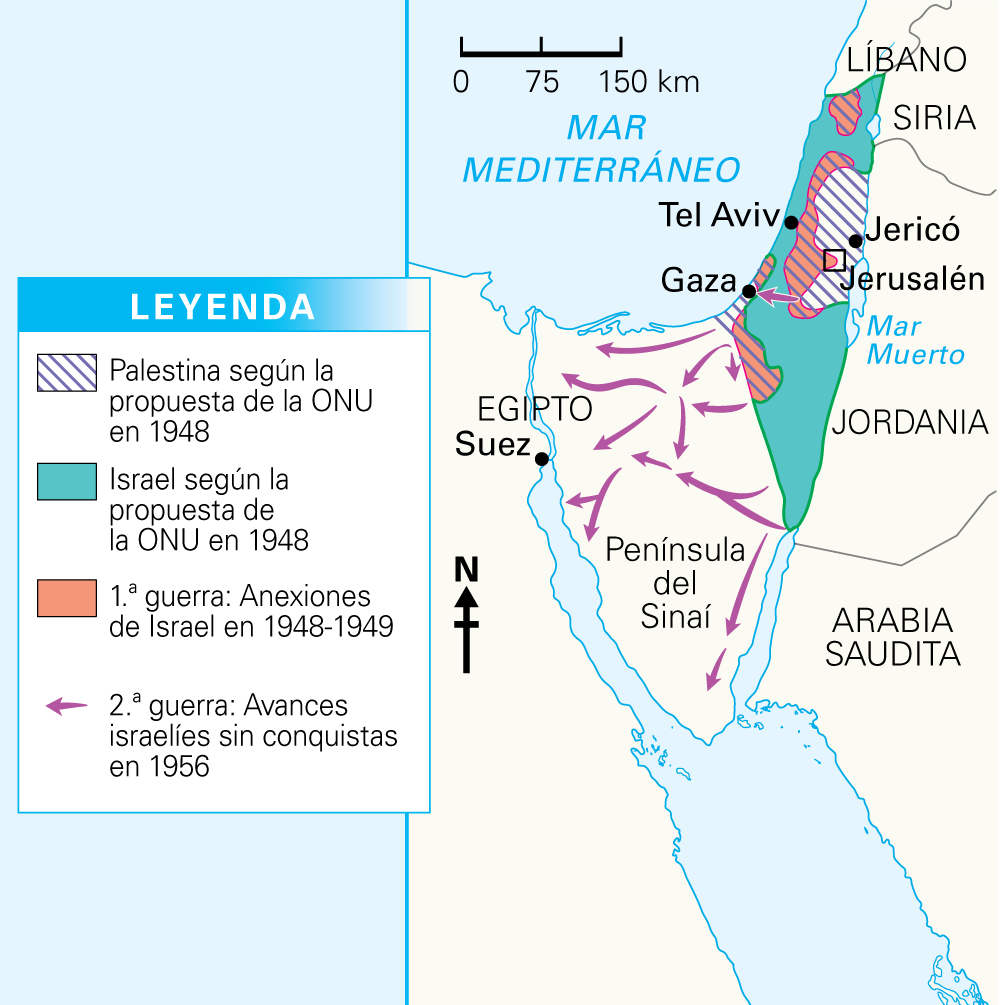 0 75 150 km
MAR
MEDITERRÁNEO
LÍBANO
SIRIA
Tel Aviv
Jericó
Gaza
Jerusalén
Mar
Muerto
EGIPTO
Suez
JORDANIA
Península
del
Sinaí
N
ARABIA
SAUDITA
LEYENDA
Palestina según la
propuesta de la ONU
en 1948
Israel según la
propuesta de
la ONU en 1948
1.ª guerra: Anexiones
de Israel en 1948-1949
2.ª guerra: Avances
israelíes sin conquistas
en 1956